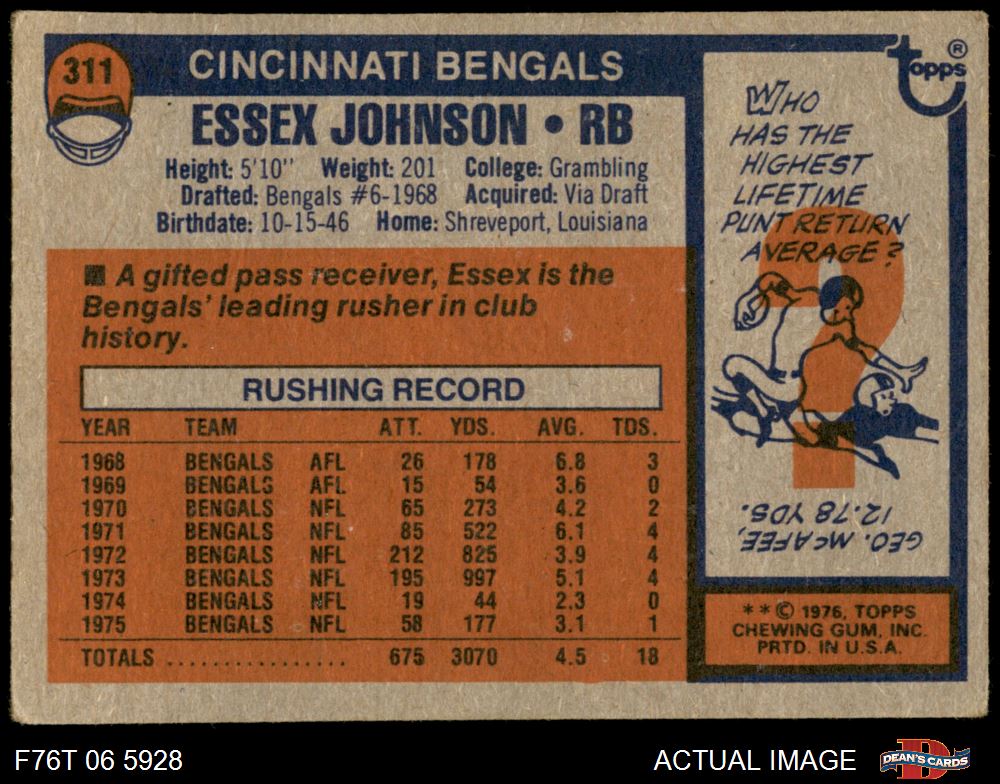 311
CINCINNATI BENGALS
ESSEX JOHNSON • RB
Height: 5'10" Weight: 201 College: Grambling
Drafted: Bengals #6-1968 Acquired: Via Draft
Birthdate: 10-15-46 Home: Shreveport, Louisiana
■ A gifted pass receiver, Essex is the
Bengals' leading rusher in club
history.
RUSHING RECORD
YEAR TEAM ATT. YDS. AVG. TDS.
1968 BENGALS AFL 26 178 6.8 3
1969 BENGALS AFL 15 54 3.6 0
1970 BENGALS NFL 65 273 4.2 2
1971 BENGALS NFL 85 522 6.1 4
1972 BENGALS NFL 212 825 3.9 4
1973 BENGALS NFL 195 997 5.1 4
1974 BENGALS NFL 19 44 2.3 0
1975 BENGALS NFL 58 177 3.1 1
TOTALS ................ 675 3070 4.5 18
topps ®
WHO
HAS THE
HIGHEST
LIFETIME
PUNT RETURN
AVERAGE?
?
GEO. McAFEE,
12.78 YDS.
**© 1976, TOPPS
CHEWING GUM, INC.
PRTD. IN U.S.A.
F76T 06 5928
ACTUAL IMAGE
D
DEAN'S CARDS